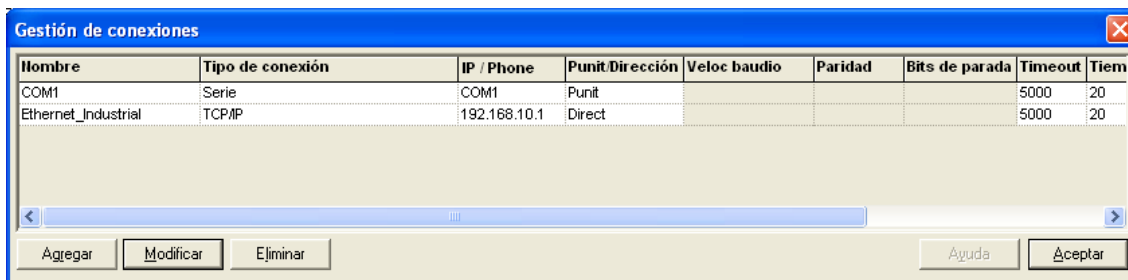 Gestión de conexiones
Nombre Tipo de conexión IP / Phone Punit/Dirección Veloc baudio Paridad Bits de parada Timeout Tiem
COM1 Serie COM1 Punit 5000 20
Ethernet_Industrial TCP/IP 192.168.10.1 Direct 5000 20
Agregar Modificar Eliminar Ayuda Aceptar